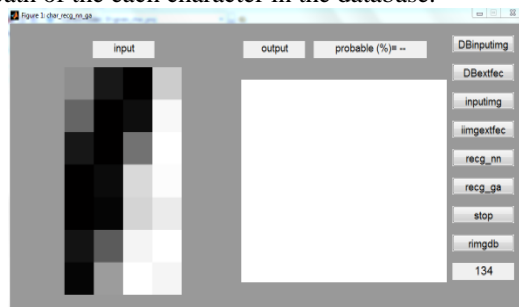 path of the each character in the database.
Figure 1: char_recg_nn_ga
input
output
probable (%)= --
DBinputimg
DBextfec
inputimg
iimgextfec
recg_nn
recg_ga
stop
rimgdb
134